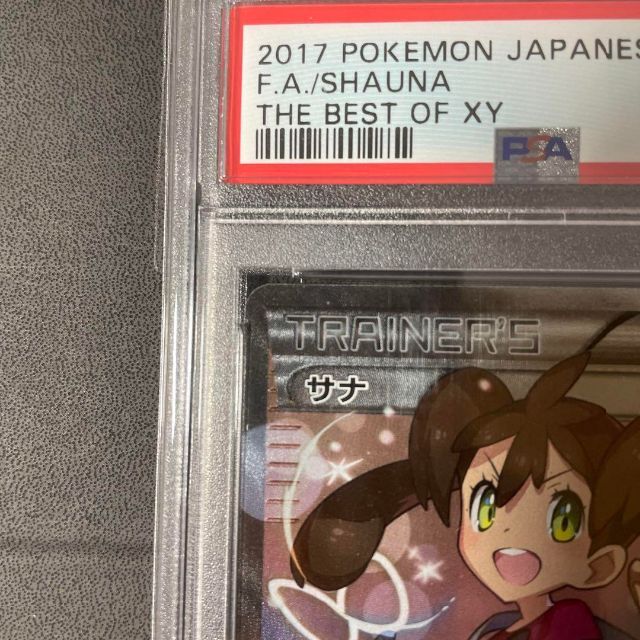 2017 POKEMON JAPANES
F.A./SHAUNA
THE BEST OF XY
PSA
TRAINER'S
サナ